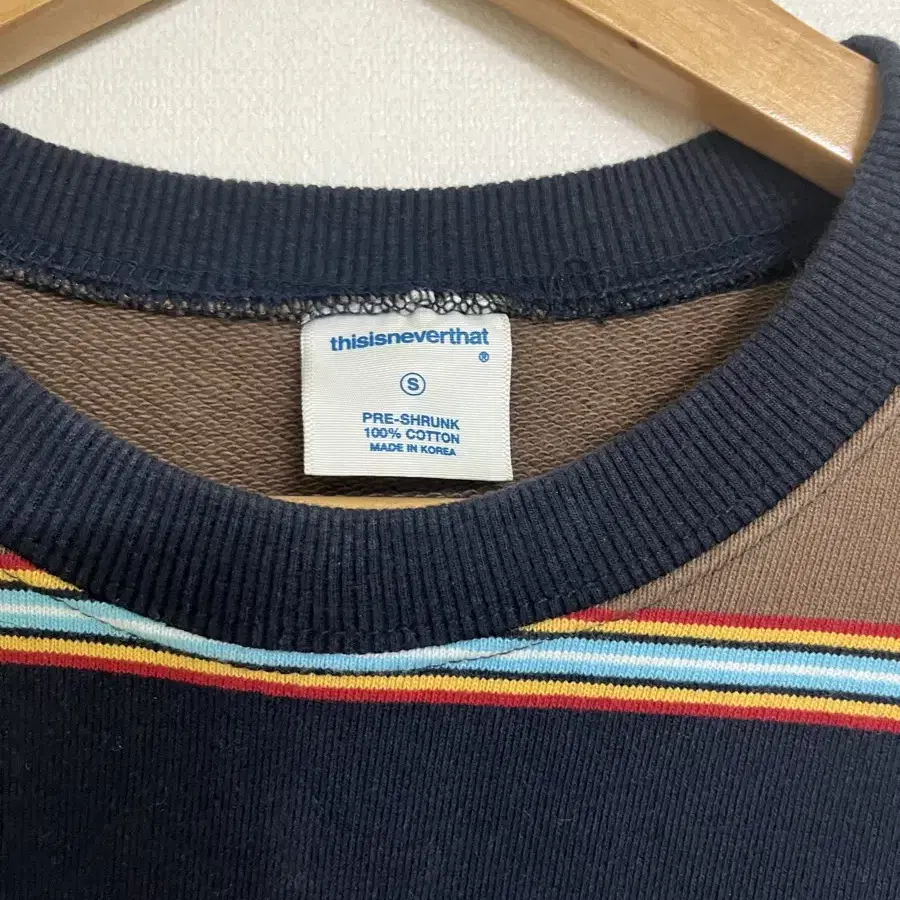 thisisneverthat
®
S
PRE-SHRUNK
100% COTTON
MADE IN KOREA